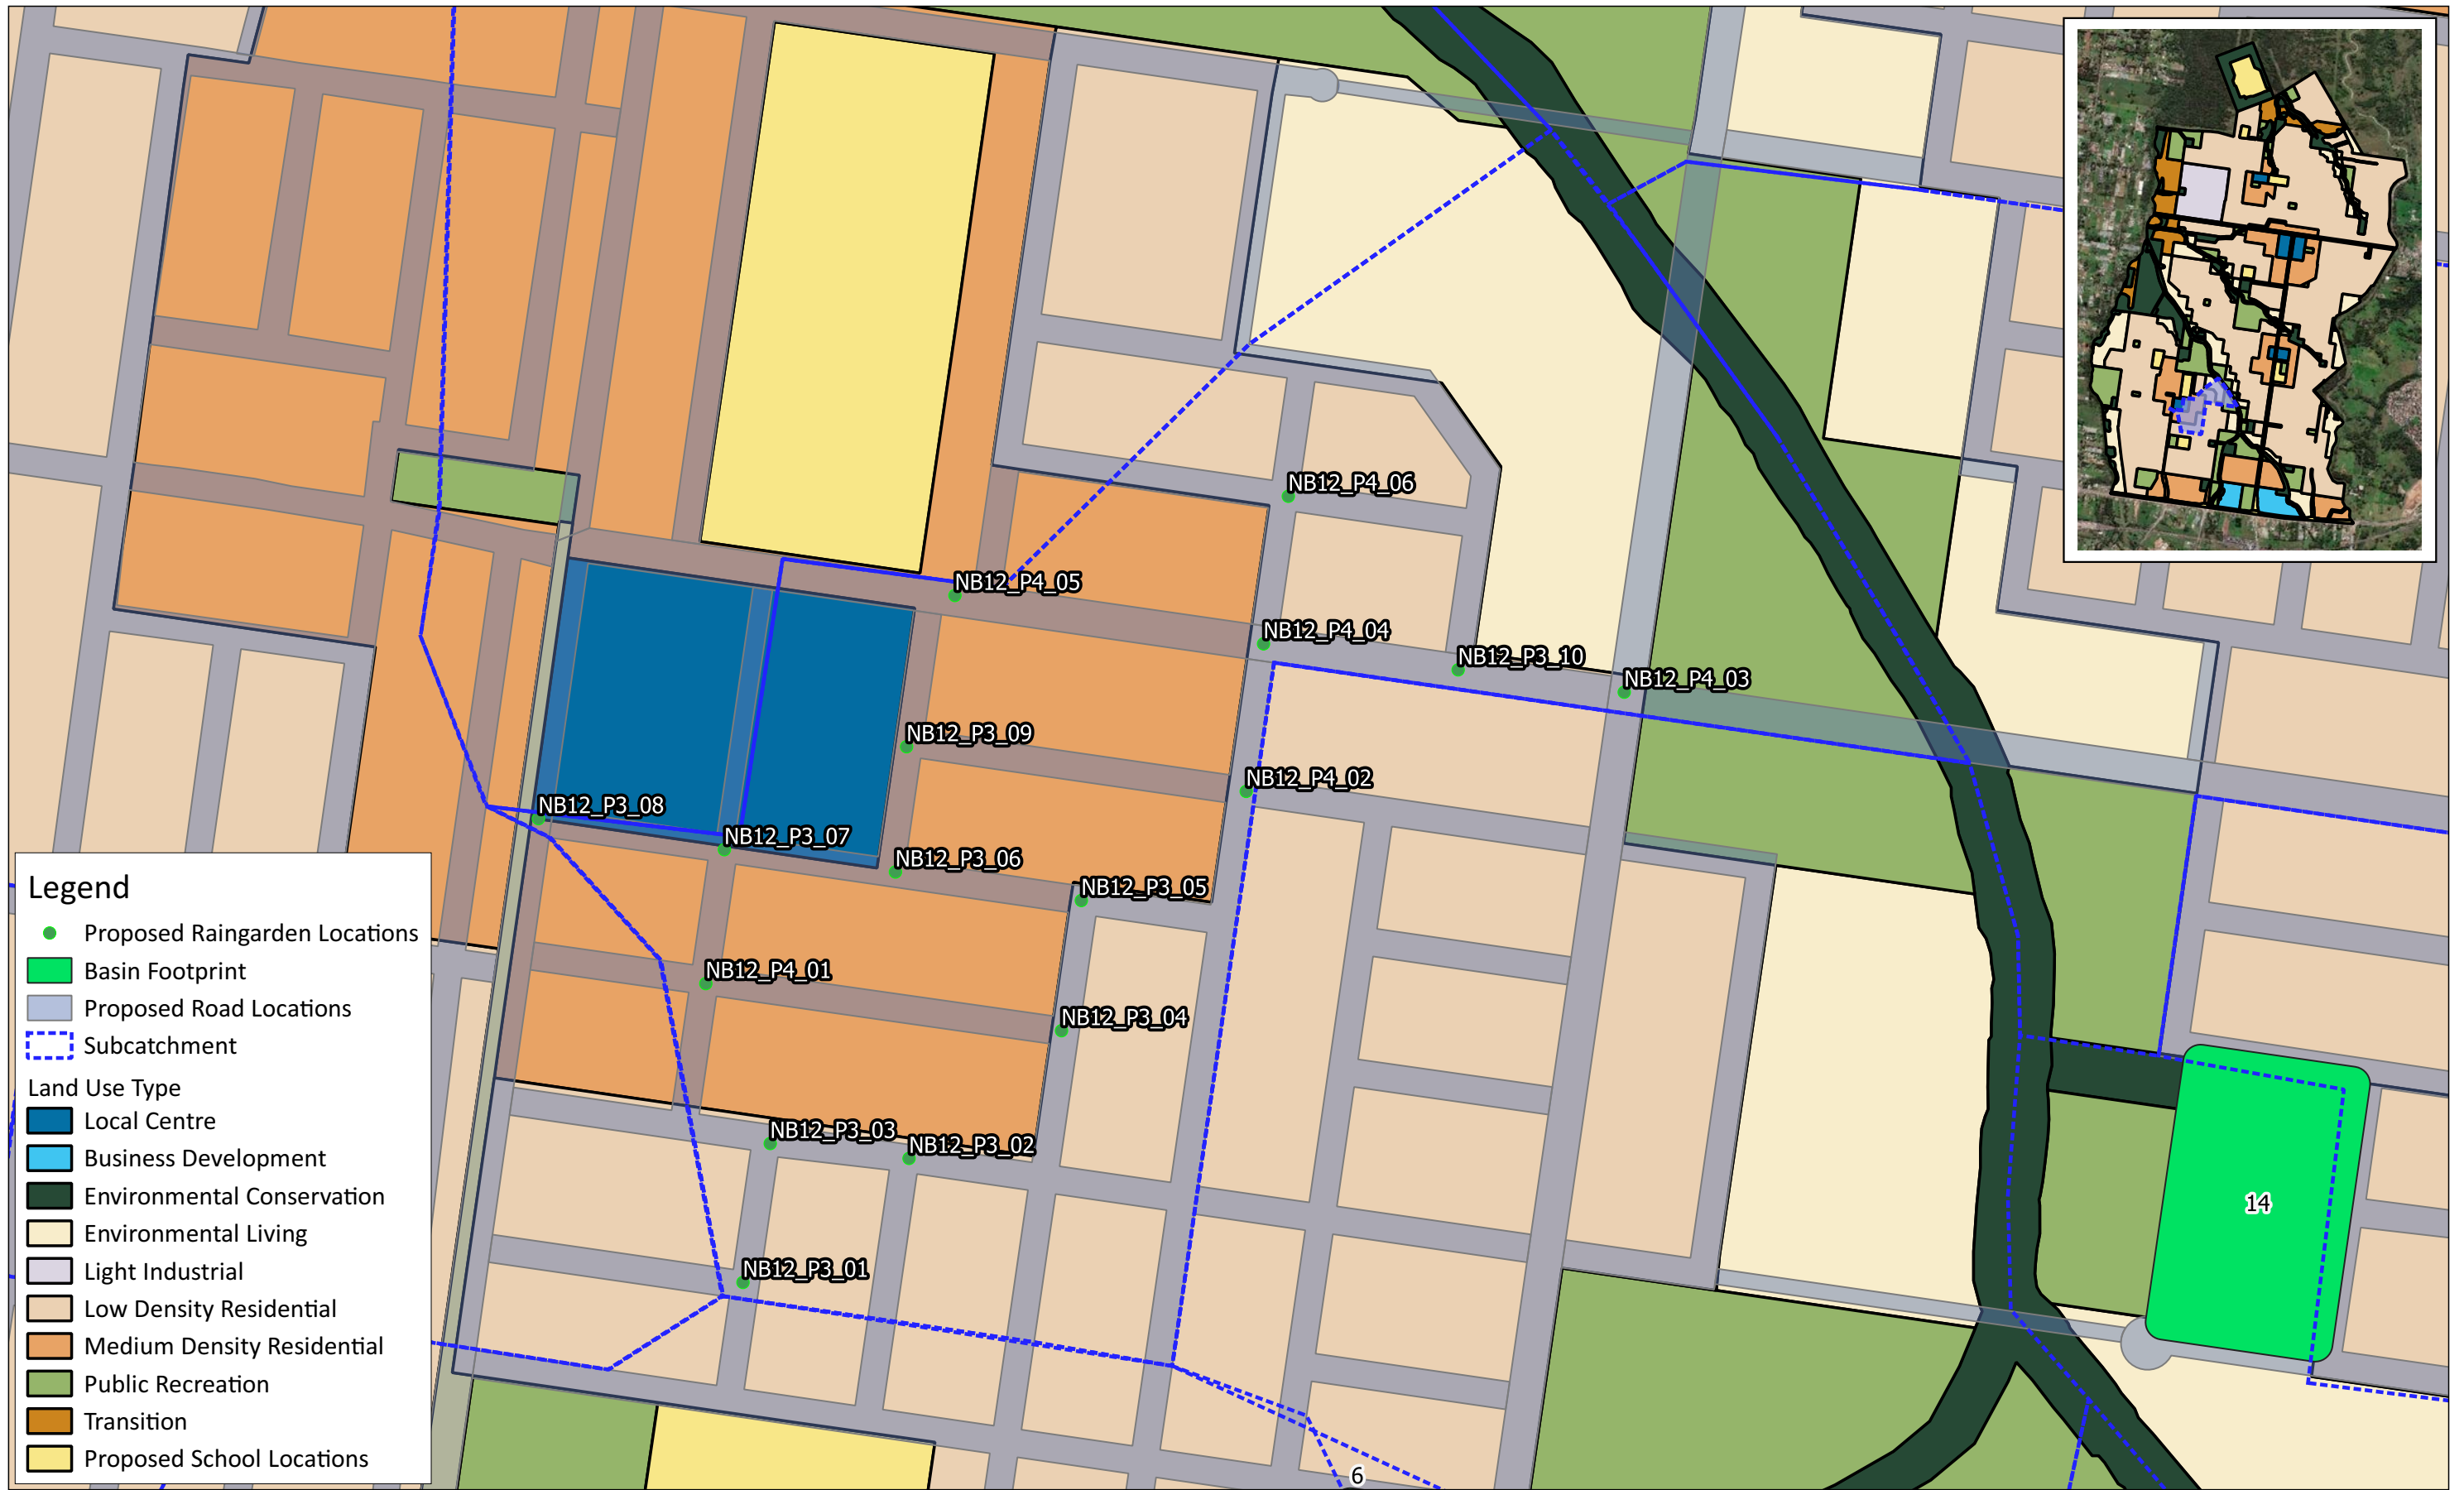 NB12_P4_06
NB12_P4_05
NB12_P4_04
NB12_P3_10
NB12_P4_03
NB12_P3_09
NB12_P4_02
NB12_P3_08
NB12_P3_07
NB12_P3_06
NB12_P3_05
NB12_P4_01
NB12_P3_04
NB12_P3_03
NB12_P3_02
NB12_P3_01
14
6
Legend
Proposed Raingarden Locations
Basin Footprint
Proposed Road Locations
Subcatchment
Land Use Type
Local Centre
Business Development
Environmental Conservation
Environmental Living
Light Industrial
Low Density Residential
Medium Density Residential
Public Recreation
Transition
Proposed School Locations